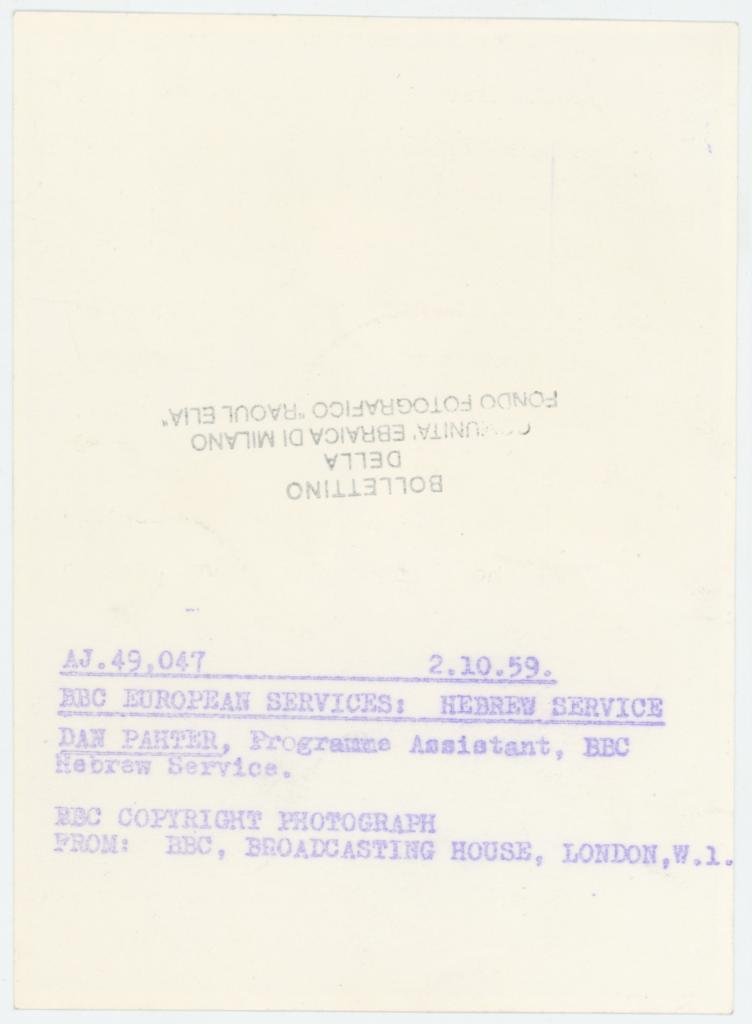 BOLLETTINO
DELLA
COMUNITA' EBRAICA DI MILANO
FONDO FOTOGRAFICO "RAOUL ELIA"
AJ.49,047 2.10.59.
BBC EUROPEAN SERVICES: HEBREW SERVICE
DAN PAHTER, Programme Assistant, BBC
Hebrew Service.
BBC COPYRIGHT PHOTOGRAPH
FROM: BBC, BROADCASTING HOUSE, LONDON,W.1.